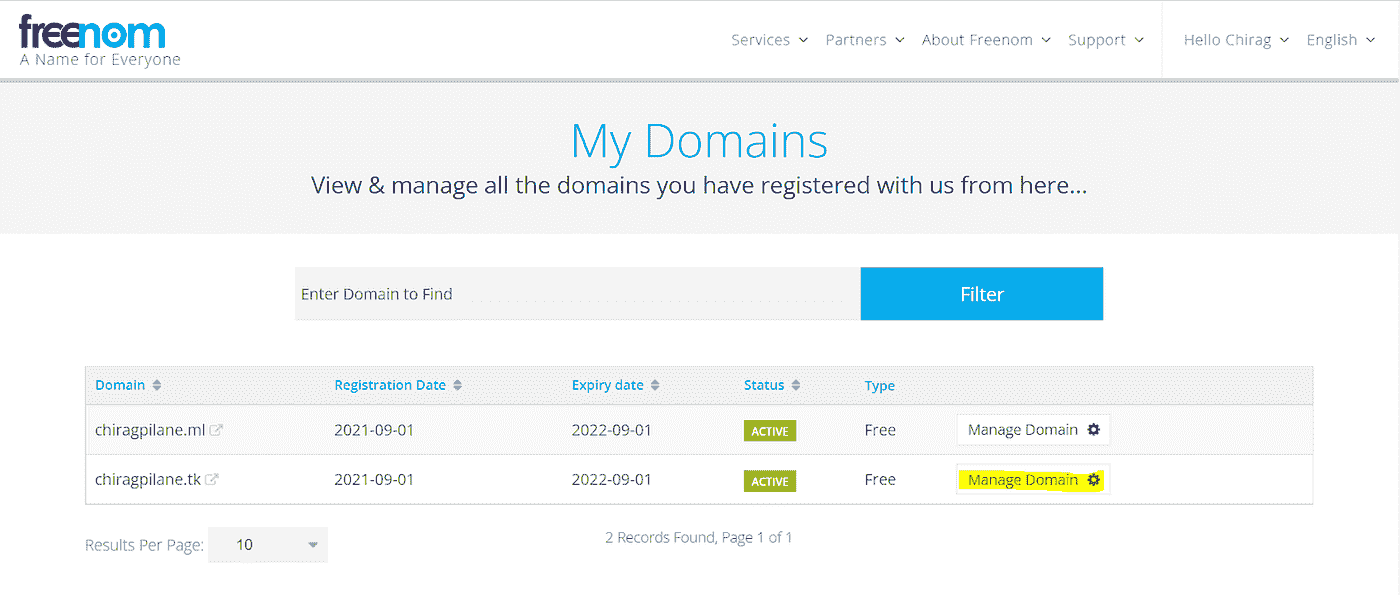 freenom
A Name for Everyone
Services Partners About Freenom Support Hello Chirag English
My Domains
View & manage all the domains you have registered with us from here...
Enter Domain to Find Filter
Domain Registration Date Expiry date Status Type
chiragpilane.ml 2021-09-01 2022-09-01 ACTIVE Free Manage Domain
chiragpilane.tk 2021-09-01 2022-09-01 ACTIVE Free Manage Domain
Results Per Page: 10 2 Records Found, Page 1 of 1